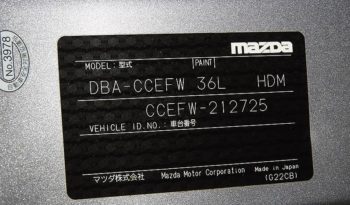 mazda
MODEL: 型式 [PAINT]
DBA-CCEFW 36L HDM
CCEFW-212725
VEHICLE ID.NO.: 車台番号
マツダ株式会社 Mazda Motor Corporation Made in Japan
(G22CB)
No.3978